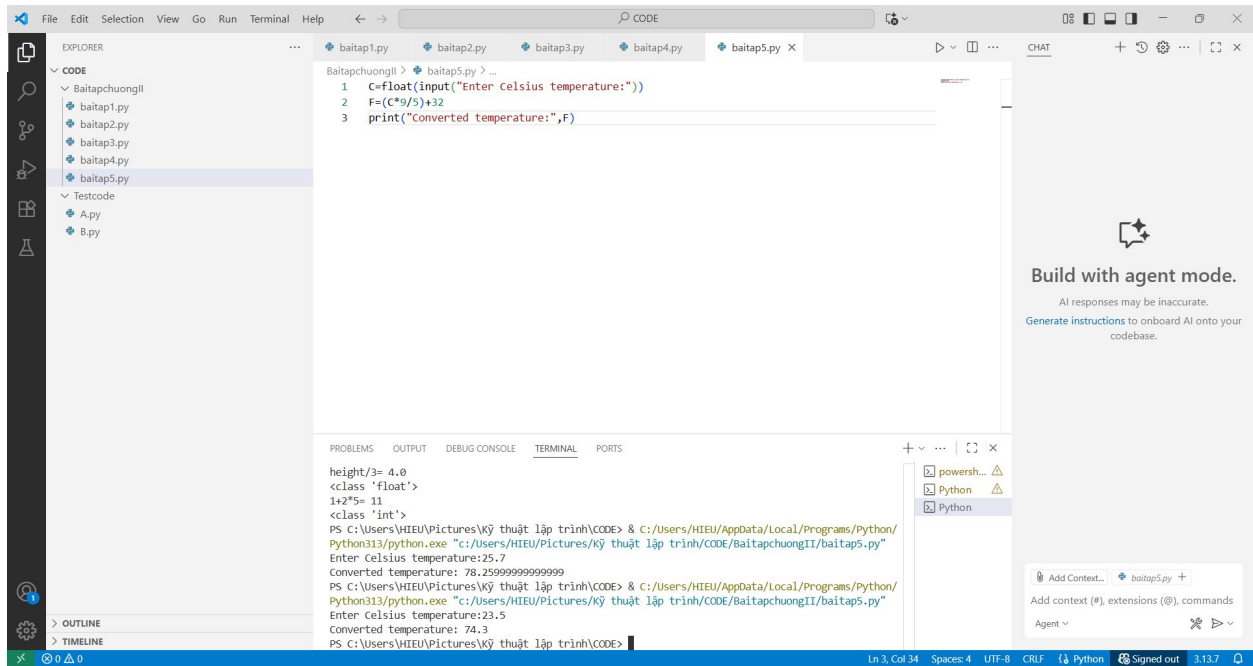 File Edit Selection View Go Run Terminal Help
CODE
EXPLORER
CODE
BaitapchuongII
baitap1.py
baitap2.py
baitap3.py
baitap4.py
baitap5.py
Testcode
A.py
B.py
OUTLINE
TIMELINE
baitap1.py baitap2.py baitap3.py baitap4.py baitap5.py
BaitapchuongII > baitap5.py > ...
1 C=float(input("Enter Celsius temperature:"))
2 F=(C*9/5)+32
3 print("Converted temperature:",F)
PROBLEMS OUTPUT DEBUG CONSOLE TERMINAL PORTS
height/3= 4.0
<class 'float'>
1+2*5= 11
<class 'int'>
PS C:\Users\HIEU\Pictures\Kỹ thuật lập trình\CODE> & C:/Users/HIEU/AppData/Local/Programs/Python/
Python313/python.exe "c:/Users/HIEU/Pictures/Kỹ thuật lập trình/CODE/BaitapchuongII/baitap5.py"
Enter Celsius temperature:25.7
Converted temperature: 78.25999999999999
PS C:\Users\HIEU\Pictures\Kỹ thuật lập trình\CODE> & C:/Users/HIEU/AppData/Local/Programs/Python/
Python313/python.exe "c:/Users/HIEU/Pictures/Kỹ thuật lập trình/CODE/BaitapchuongII/baitap5.py"
Enter Celsius temperature:23.5
Converted temperature: 74.3
PS C:\Users\HIEU\Pictures\Kỹ thuật lập trình\CODE>
powersh...
Python
Python
CHAT
Build with agent mode.
AI responses may be inaccurate.
Generate instructions to onboard AI onto your
codebase.
Add Context... baitap5.py +
Add context (#), extensions (@), commands
Agent
1
0 0
Ln 3, Col 34 Spaces: 4 UTF-8 CRLF Python Signed out 3.13.7